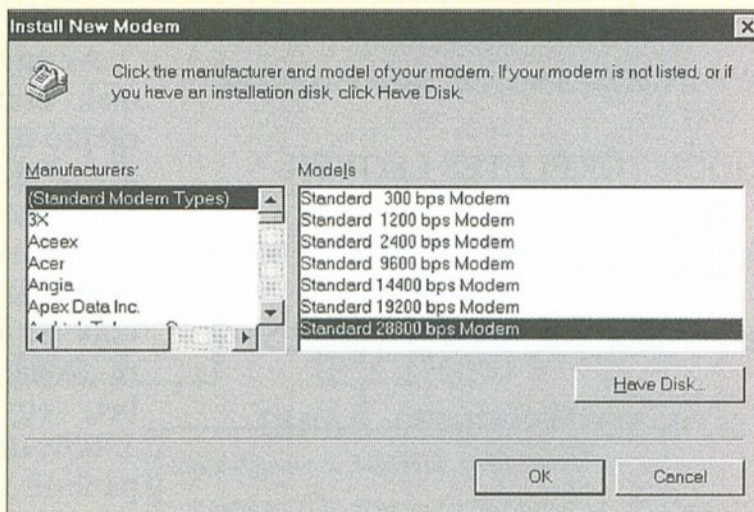 Install New Modem
Click the manufacturer and model of your modem. If your modem is not listed, or if
you have an installation disk, click Have Disk.
Manufacturers:
(Standard Modem Types)
3X
Aceex
Acer
Angia
Apex Data Inc.
Models
Standard 300 bps Modem
Standard 1200 bps Modem
Standard 2400 bps Modem
Standard 9600 bps Modem
Standard 14400 bps Modem
Standard 19200 bps Modem
Standard 28800 bps Modem
Have Disk...
OK
Cancel